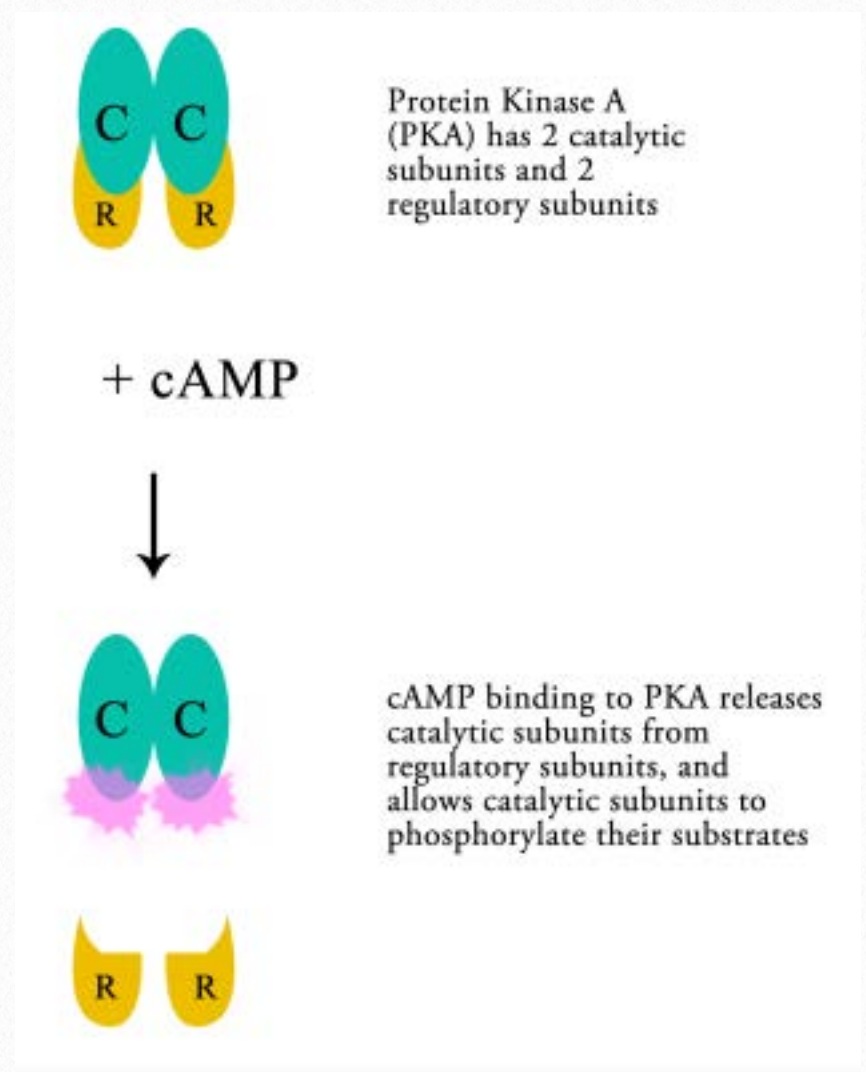 C C
R R
Protein Kinase A
(PKA) has 2 catalytic
subunits and 2
regulatory subunits
+ cAMP
C C
cAMP binding to PKA releases
catalytic subunits from
regulatory subunits, and
allows catalytic subunits to
phosphorylate their substrates
R R